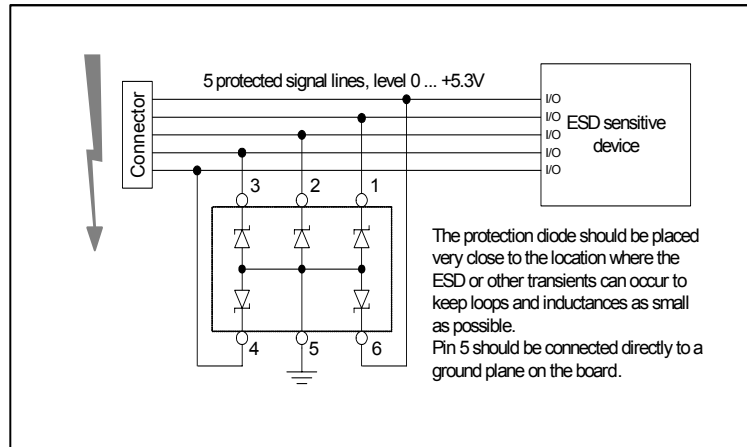 5 protected signal lines, level 0 ... +5.3V
Connector
I/O
I/O
I/O
I/O
I/O
ESD sensitive
device
3 2 1
4 5 6
The protection diode should be placed
very close to the location where the
ESD or other transients can occur to
keep loops and inductances as small
as possible.
Pin 5 should be connected directly to a
ground plane on the board.